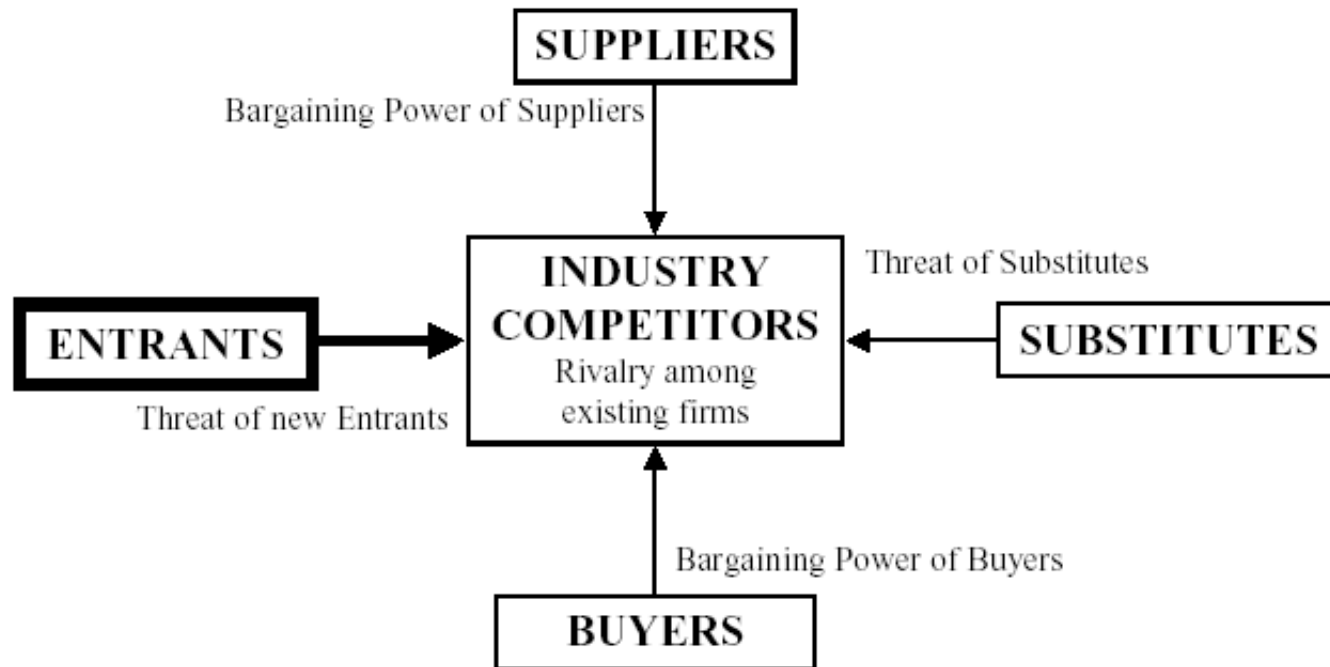 SUPPLIERS
Bargaining Power of Suppliers
INDUSTRY
COMPETITORS
Rivalry among
existing firms
Threat of Substitutes
SUBSTITUTES
ENTRANTS
Threat of new Entrants
Bargaining Power of Buyers
BUYERS